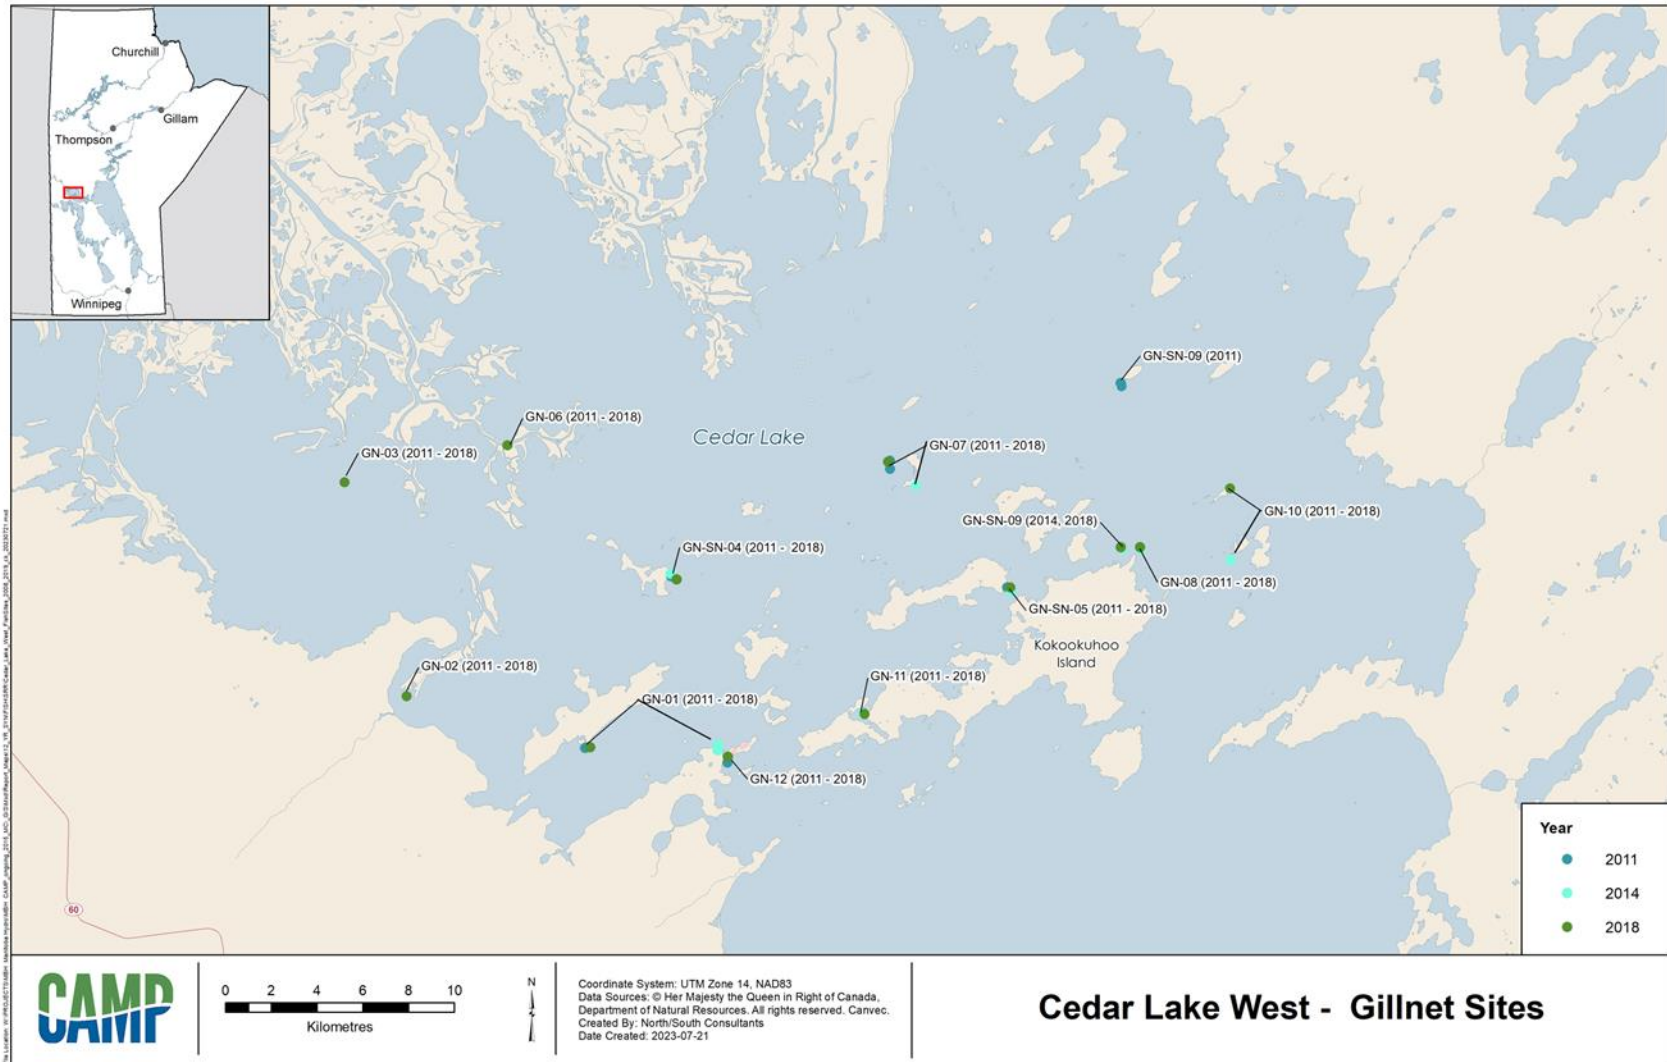 Churchill
Gillam
Thompson
Winnipeg
GN-SN-09 (2011)
GN-06 (2011 - 2018)
Cedar Lake
GN-03 (2011 - 2018)
GN-07 (2011 - 2018)
GN-10 (2011 - 2018)
GN-SN-09 (2014, 2018)
GN-SN-04 (2011 - 2018)
GN-08 (2011 - 2018)
GN-SN-05 (2011 - 2018)
Kokookuhoo
Island
GN-02 (2011 - 2018)
GN-11 (2011 - 2018)
GN-01 (2011 - 2018)
GN-12 (2011 - 2018)
60
Year
2011
2014
2018
CAMP
0 2 4 6 8 10
Kilometres
N
Coordinate System: UTM Zone 14, NAD83
Data Sources: © Her Majesty the Queen in Right of Canada,
Department of Natural Resources. All rights reserved. Canvec.
Created By: North/South Consultants
Date Created: 2023-07-21
Cedar Lake West - Gillnet Sites